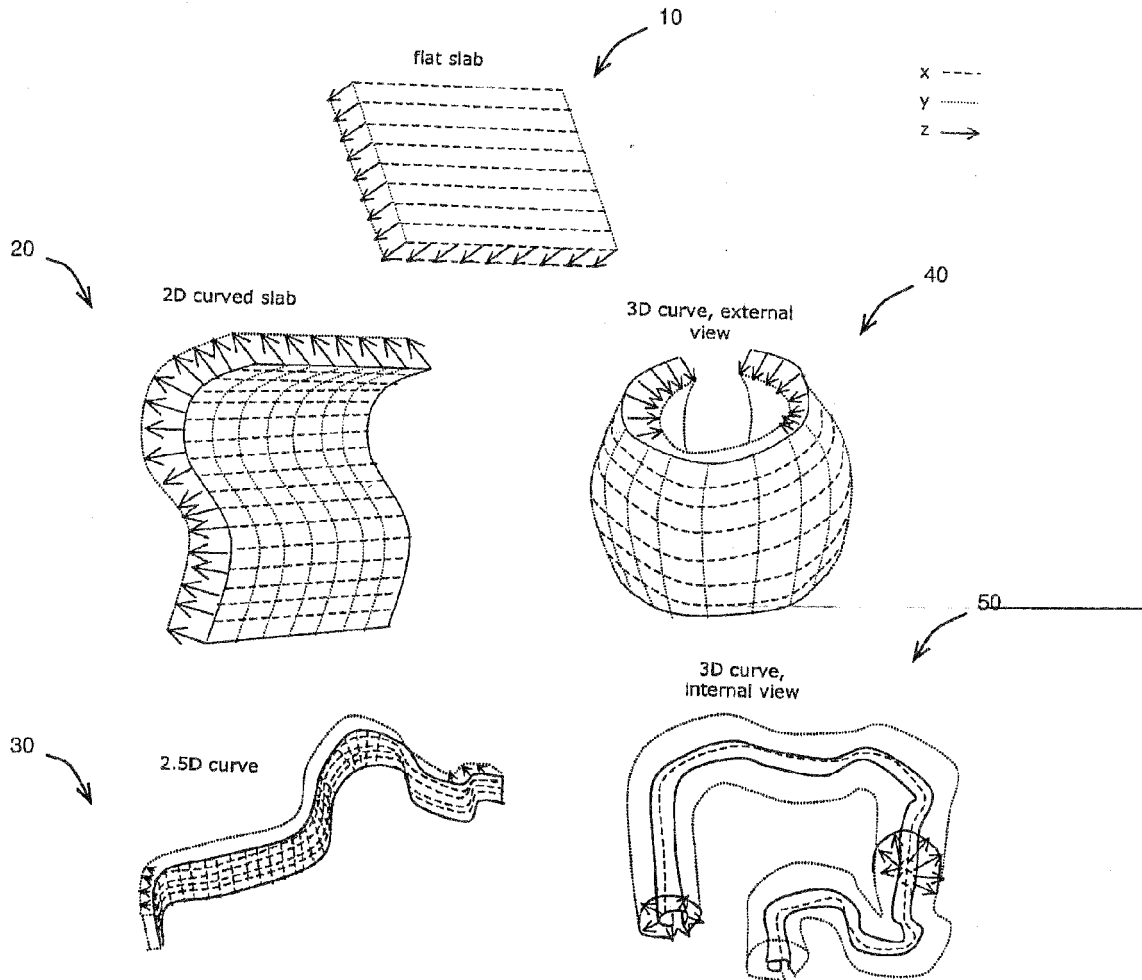 10
flat slab
x
y
z
20
2D curved slab
40
3D curve, external
view
50
3D curve,
internal view
30
2.5D curve